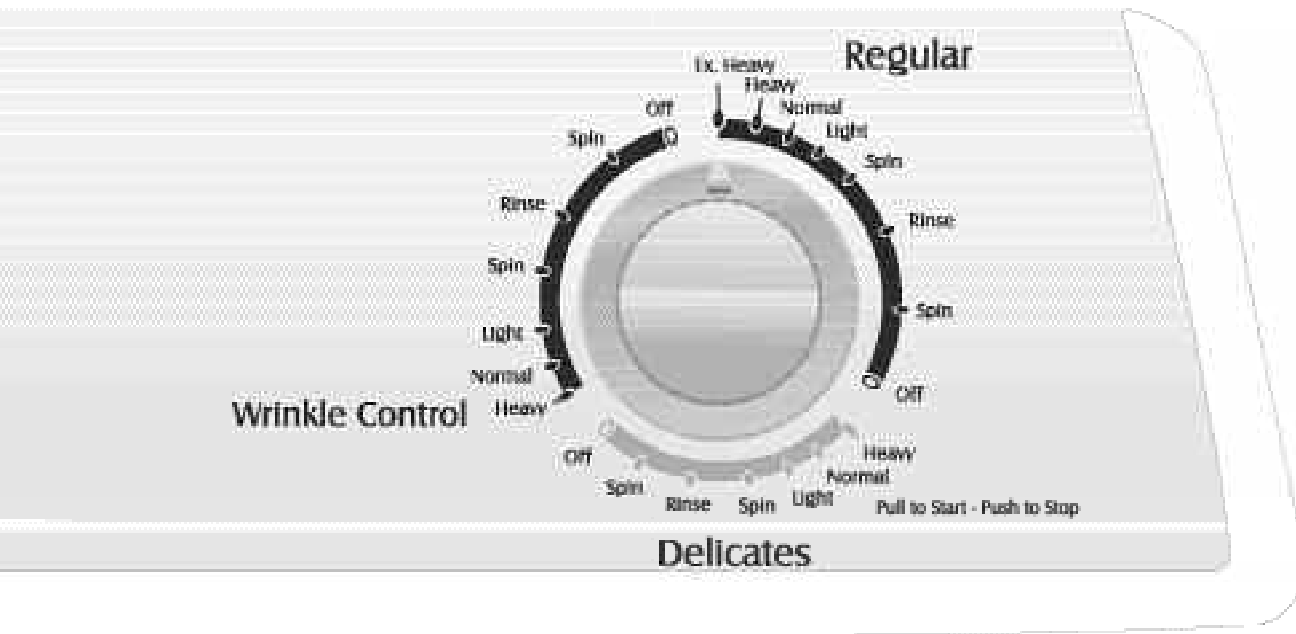 Regular
Ex. Heavy
Heavy
Normal
Light
Spin
Rinse
Spin
Off
Heavy
Normal
Light
Spin
Rinse
Spin
Off
Delicates
Pull to Start - Push to Stop
Wrinkle Control
Heavy
Normal
Light
Spin
Rinse
Spin
Off